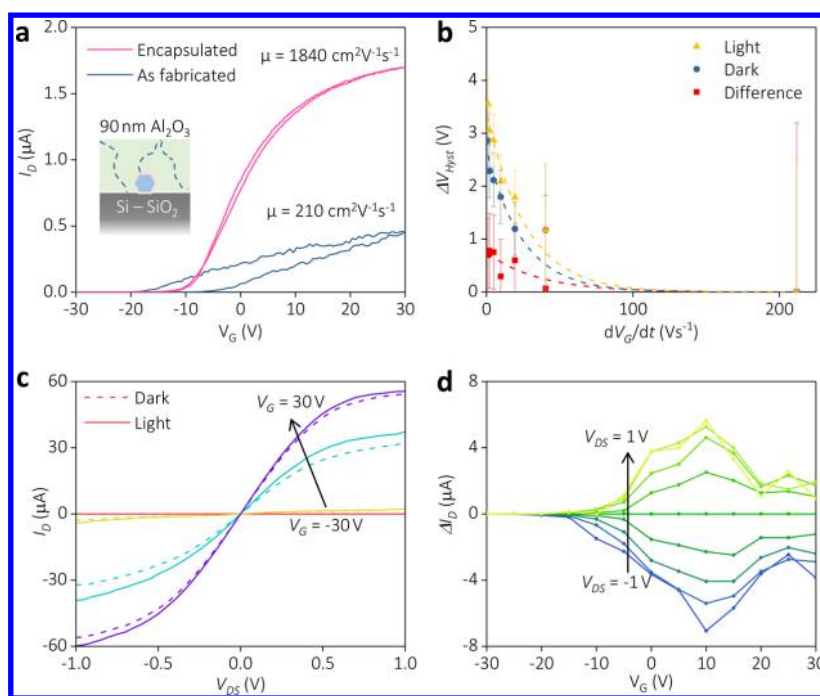 a
2.0
1.5
1.0
0.5
0.0
-30
-20
-10
0
10
20
30
I_D (μA)
V_G (V)
Encapsulated
As fabricated
μ = 1840 cm²V⁻¹s⁻¹
μ = 210 cm²V⁻¹s⁻¹
90 nm Al₂O₃
Si – SiO₂
b
5
4
3
2
1
0
0
100
200
ΔV_Hyst (V)
dV_G/dt (Vs⁻¹)
Light
Dark
Difference
c
60
30
0
-30
-60
-1.0
-0.5
0.0
0.5
1.0
I_D (μA)
V_DS (V)
Dark
Light
V_G = 30 V
V_G = -30 V
d
8
4
0
-4
-8
-30
-20
-10
0
10
20
30
ΔI_D (μA)
V_G (V)
V_DS = 1 V
V_DS = -1 V